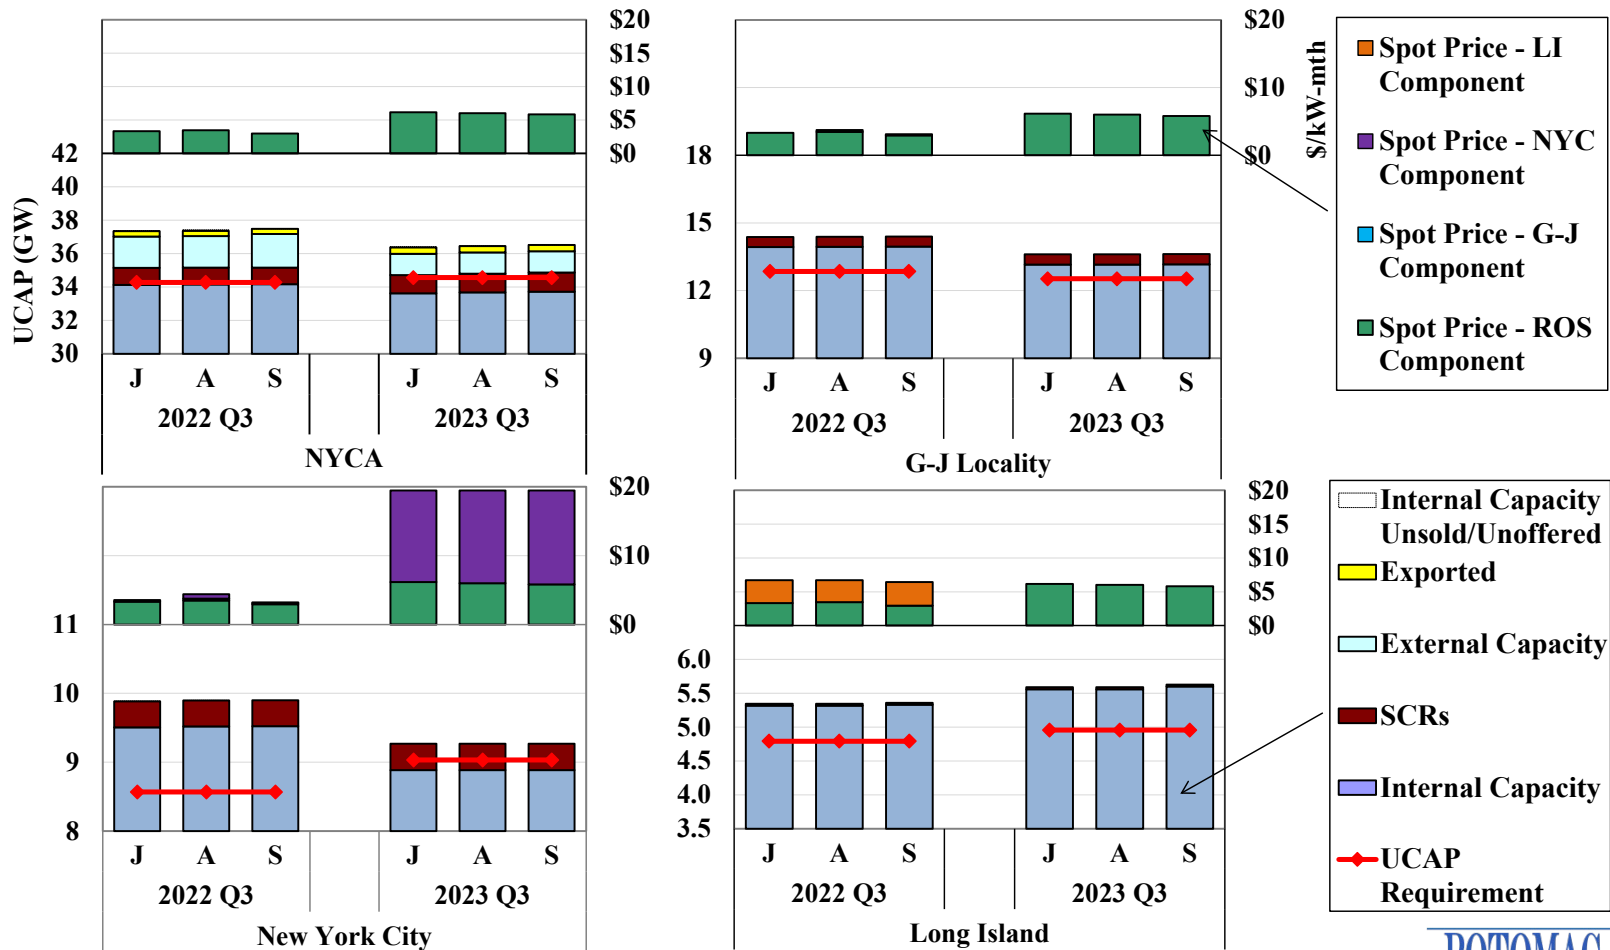 $20
$15
$10
$5
$0
42
40
38
36
34
32
30
UCAP (GW)
J A S J A S
2022 Q3 2023 Q3
NYCA
$20
$10
$0
$/kW-mth
18
15
12
9
J A S J A S
2022 Q3 2023 Q3
G-J Locality
Spot Price - LI
Component
Spot Price - NYC
Component
Spot Price - G-J
Component
Spot Price - ROS
Component
$20
$10
$0
11
10
9
8
J A S J A S
2022 Q3 2023 Q3
New York City
$20
$15
$10
$5
$0
6.0
5.5
5.0
4.5
4.0
3.5
J A S J A S
2022 Q3 2023 Q3
Long Island
Internal Capacity
Unsold/Unoffered
Exported
External Capacity
SCRs
Internal Capacity
UCAP
Requirement
POTOMAC